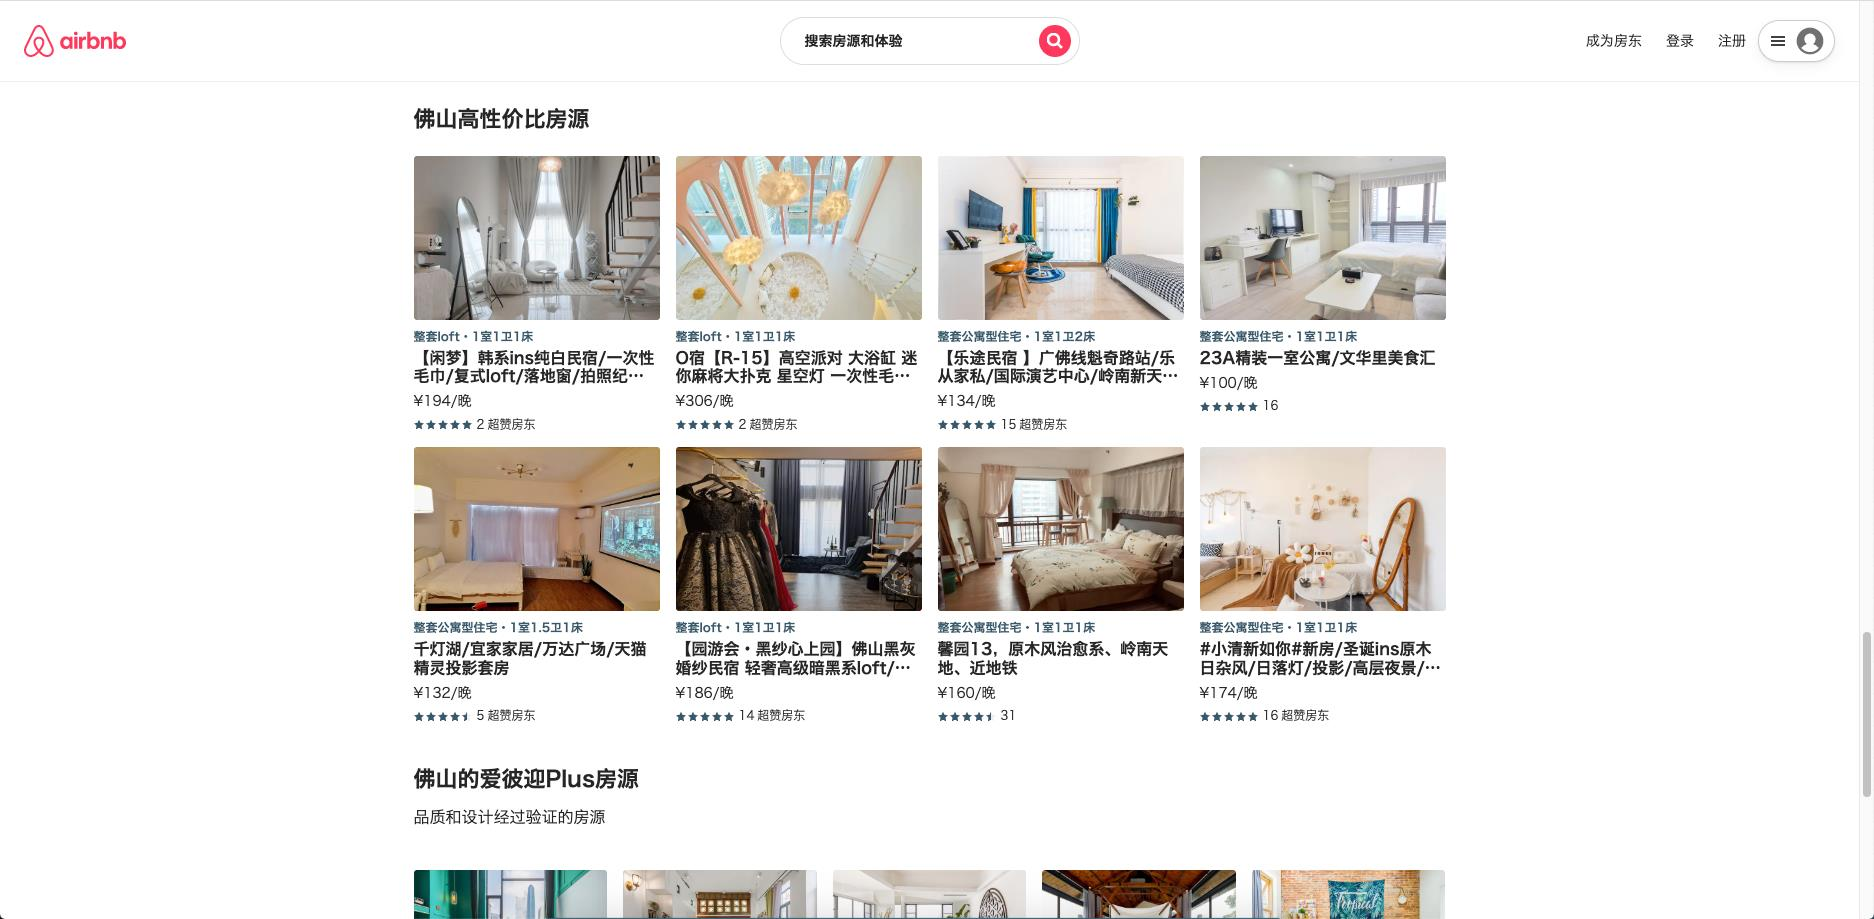 airbnb
搜索房源和体验
成为房东
登录
注册
佛山高性价比房源
整套loft · 1室1卫1床
【闲梦】韩系ins纯白民宿/一次性
毛巾/复式loft/落地窗/拍照纪…
¥194/晚
2 超赞房东
整套loft · 1室1卫1床
O宿【R-15】高空派对 大浴缸 迷
你麻将大扑克 星空灯 一次性毛…
¥306/晚
2 超赞房东
整套公寓型住宅 · 1室1卫2床
【乐途民宿 】广佛线魁奇路站/乐
从家私/国际演艺中心/岭南新天…
¥134/晚
15 超赞房东
整套公寓型住宅 · 1室1卫1床
23A精装一室公寓/文华里美食汇
¥100/晚
16
整套公寓型住宅 · 1室1.5卫1床
千灯湖/宜家家居/万达广场/天猫
精灵投影套房
¥132/晚
5 超赞房东
整套loft · 1室1卫1床
【园游会·黑纱心上园】佛山黑灰
婚纱民宿 轻奢高级暗黑系loft/…
¥186/晚
14 超赞房东
整套公寓型住宅 · 1室1卫1床
馨园13，原木风治愈系、岭南天
地、近地铁
¥160/晚
31
整套公寓型住宅 · 1室1卫1床
#小清新如你#新房/圣诞ins原木
日杂风/日落灯/投影/高层夜景/…
¥174/晚
16 超赞房东
佛山的爱彼迎Plus房源
品质和设计经过验证的房源
Tropical